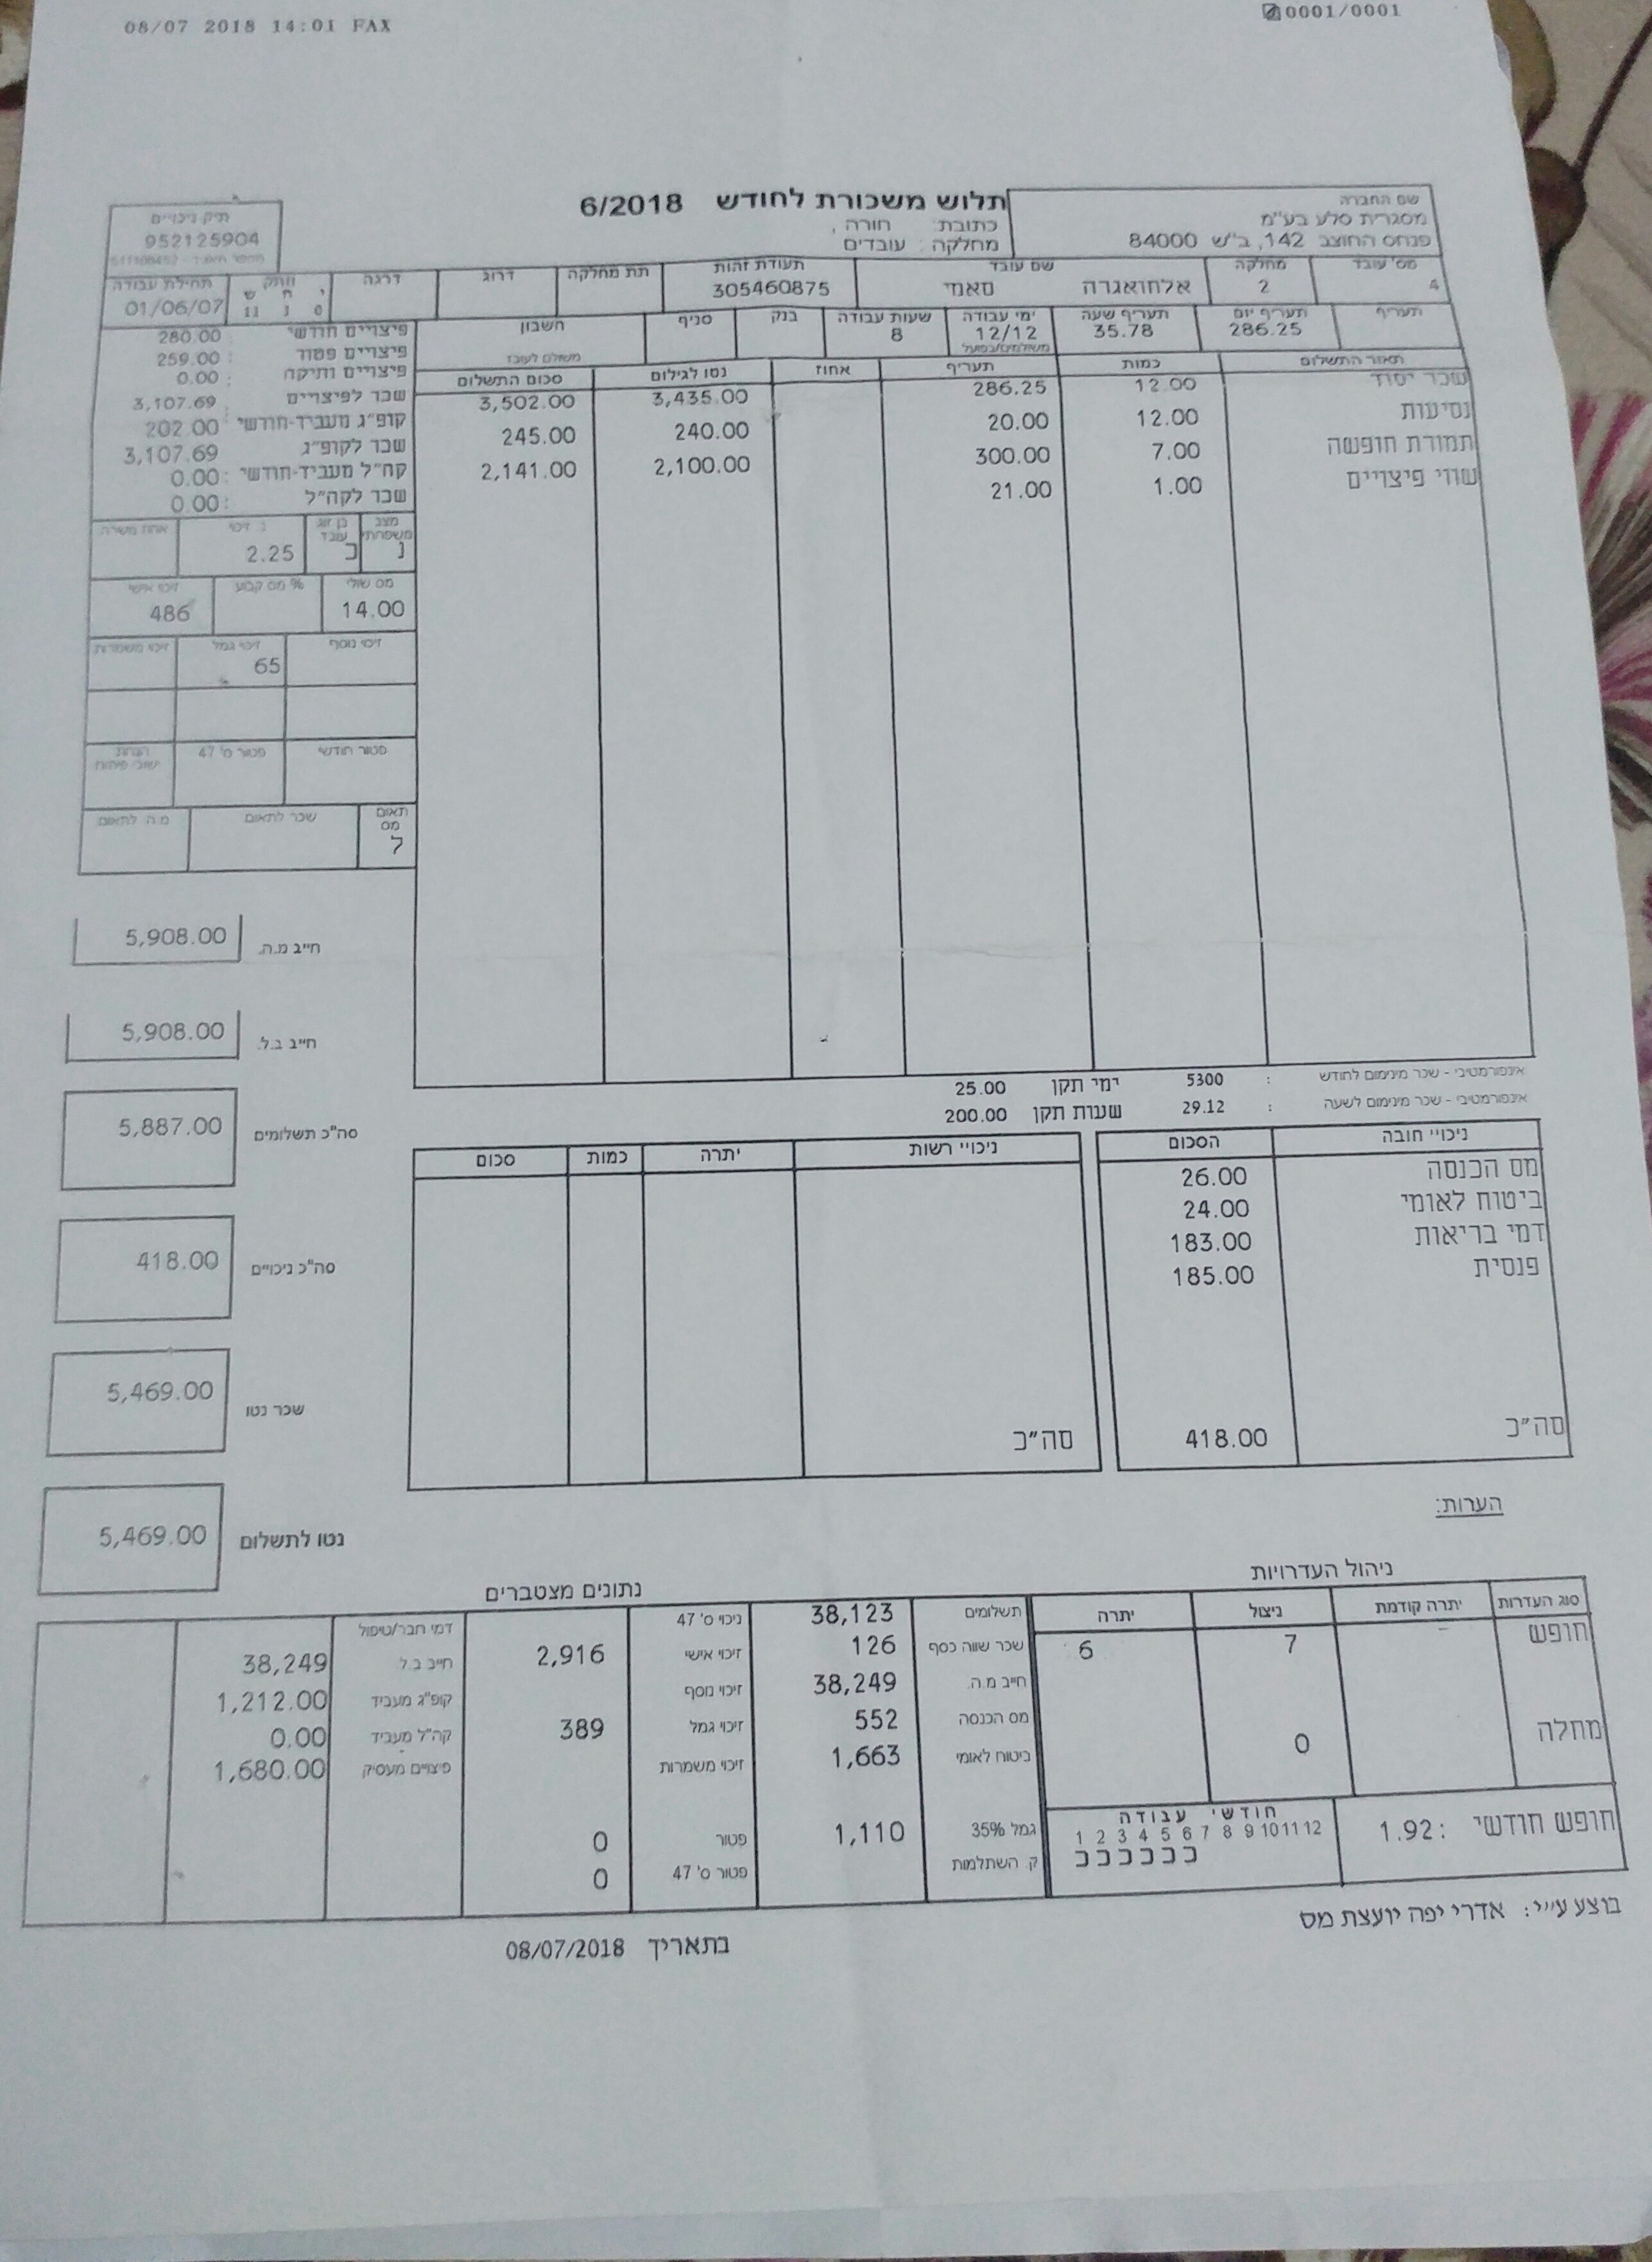 08/07 2018 14:01 FAX
0001/0001
תלוש משכורת לחודש 6/2018
כתובת: חורה,
מחלקה: עובדים
שם החברה
מסגרית סלע בע"מ
פנחס החוצב 142, ב"ש 84000
תיק ניכויים
952125904
מס' עובד
4
מחלקה
2
שם עובד
אלחואגרה סאמי
תעודת זהות
305460875
תת מחלקה
דרוג
דרגה
ותק
ש ח י
11 1 0
תחילת עבודה
01/06/07
תעריף
תעריף יום
286.25
תעריף שעה
35.78
ימי עבודה
12/12
משולמים/בפועל
שעות עבודה
8
בנק
סניף
חשבון
משולם לעובד
תאור התשלום כמות תעריף אחוז נטו לגילום סכום התשלום
שכר יסוד 12.00 286.25 3,435.00 3,502.00
נסיעות 12.00 20.00 240.00 245.00
תמורת חופשה 7.00 300.00 2,100.00 2,141.00
שווי פיצויים 1.00 21.00
פיצויים חודשי 280.00
פיצויים פטור : 259.00
פיצויים ותיקה : 0.00
שכר לפיצויים 3,107.69
קופ"ג מעביד-חודשי : 202.00
שכר לקופ"ג 3,107.69
קה"ל מעביד-חודשי : 0.00
שכר לקה"ל : 0.00
מצב משפחתי
נ
בן זוג עובד
כ
נ. זיכוי
2.25
אחוז משרה
מס שולי
14.00
% מס קבוע
זיכוי אישי
486
זיכוי נוסף
זיכוי גמל
65
זיכוי משמרות
פטור חודשי
פטור ס' 47
הנחת ישובי פיתוח
תאום מס
ל
שכר לתאום
מ.ה. לתאום
חייב מ.ה. 5,908.00
חייב ב.ל. 5,908.00
סה"כ תשלומים 5,887.00
סה"כ ניכויים 418.00
שכר נטו 5,469.00
נטו לתשלום 5,469.00
אינפורמטיבי - שכר מינימום לחודש : 5300 ימי תקן 25.00
אינפורמטיבי - שכר מינימום לשעה : 29.12 שעות תקן 200.00
ניכויי חובה הסכום
מס הכנסה 26.00
ביטוח לאומי 24.00
דמי בריאות 183.00
פנסית 185.00
סה"כ 418.00
ניכויי רשות יתרה כמות סכום
סה"כ
הערות:
ניהול העדרויות
סוג העדרות יתרה קודמת ניצול יתרה
חופש 7 6
מחלה 0
חופש חודשי : 1.92
חודשי עבודה
1 2 3 4 5 6 7 8 9 10 11 12
ככככככ
נתונים מצטברים
תשלומים 38,123
שכר שווה כסף 126
חייב מ.ה. 38,249
מס הכנסה 552
ביטוח לאומי 1,663
גמל 35% 1,110
ק. השתלמות
ניכוי ס' 47
זיכוי אישי 2,916
זיכוי נוסף
זיכוי גמל 389
זיכוי משמרות
פטור 0
פטור ס' 47 0
דמי חבר/טיפול
חייב ב.ל 38,249
קופ"ג מעביד 1,212.00
קה"ל מעביד 0.00
פיצויים מעסיק 1,680.00
בוצע ע"י: אדרי יפה יועצת מס
בתאריך 08/07/2018